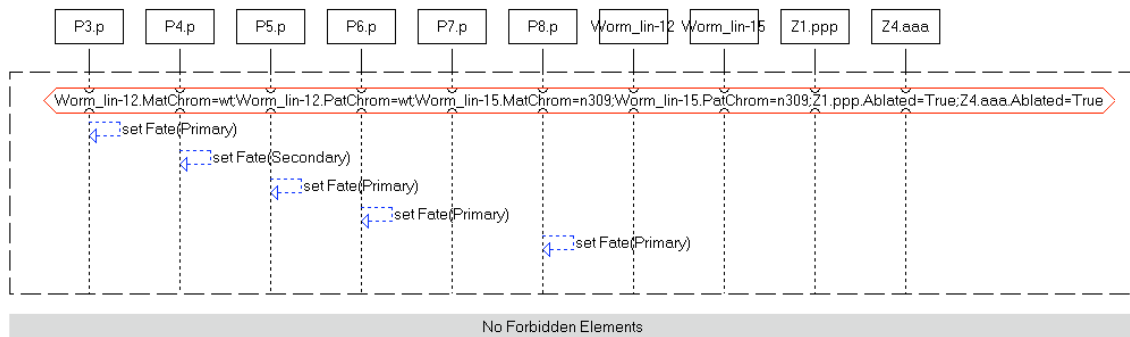 P3.p P4.p P5.p P6.p P7.p P8.p Worm_lin-12 Worm_lin-15 Z1.ppp Z4.aaa
Worm_lin-12.MatChrom=wt;Worm_lin-12.PatChrom=wt;Worm_lin-15.MatChrom=n309;Worm_lin-15.PatChrom=n309;Z1.ppp.Ablated=True;Z4.aaa.Ablated=True
set Fate(Primary)
set Fate(Secondary)
set Fate(Primary)
set Fate(Primary)
set Fate(Primary)
No Forbidden Elements